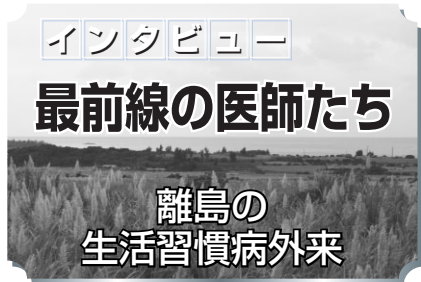 インタビュー
最前線の医師たち
離島の
生活習慣病外来